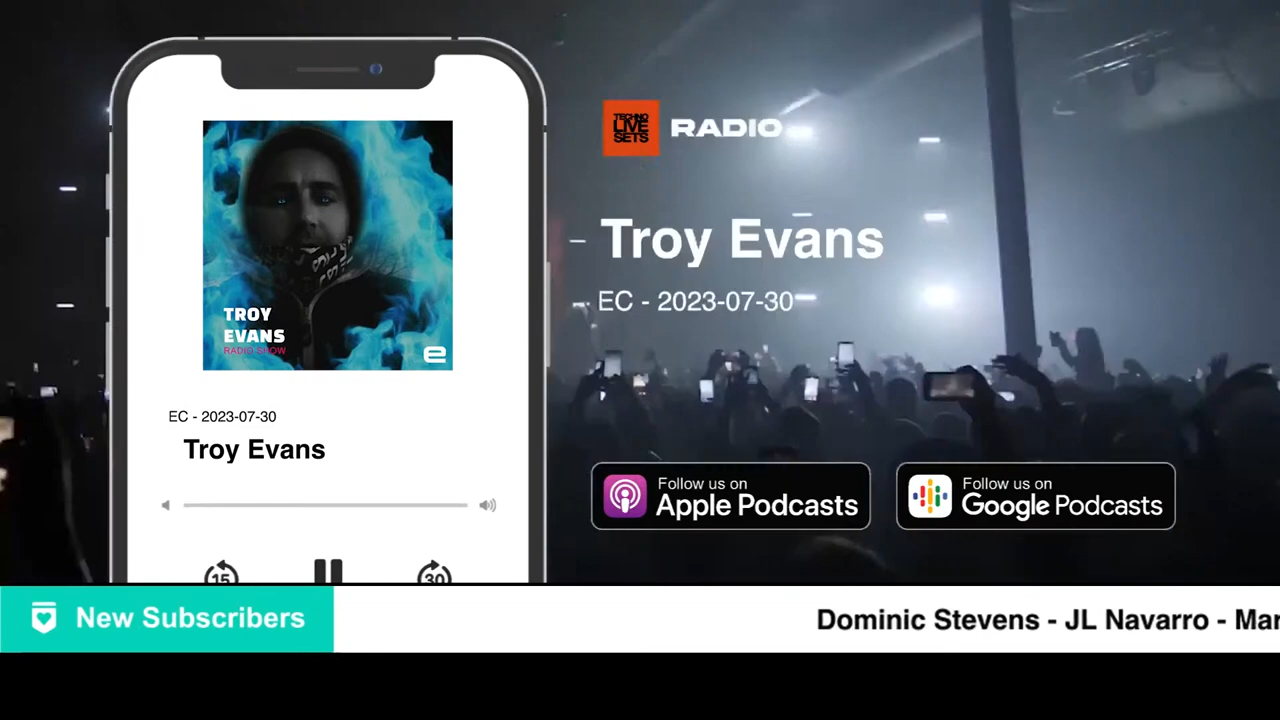 TROY
EVANS
RADIO SHOW
e
EC - 2023-07-30
Troy Evans
15
30
TECHNO
LIVE
SETS
RADIO
Troy Evans
EC - 2023-07-30
Follow us on
Apple Podcasts
Follow us on
Google Podcasts
New Subscribers
Dominic Stevens - JL Navarro - Mar